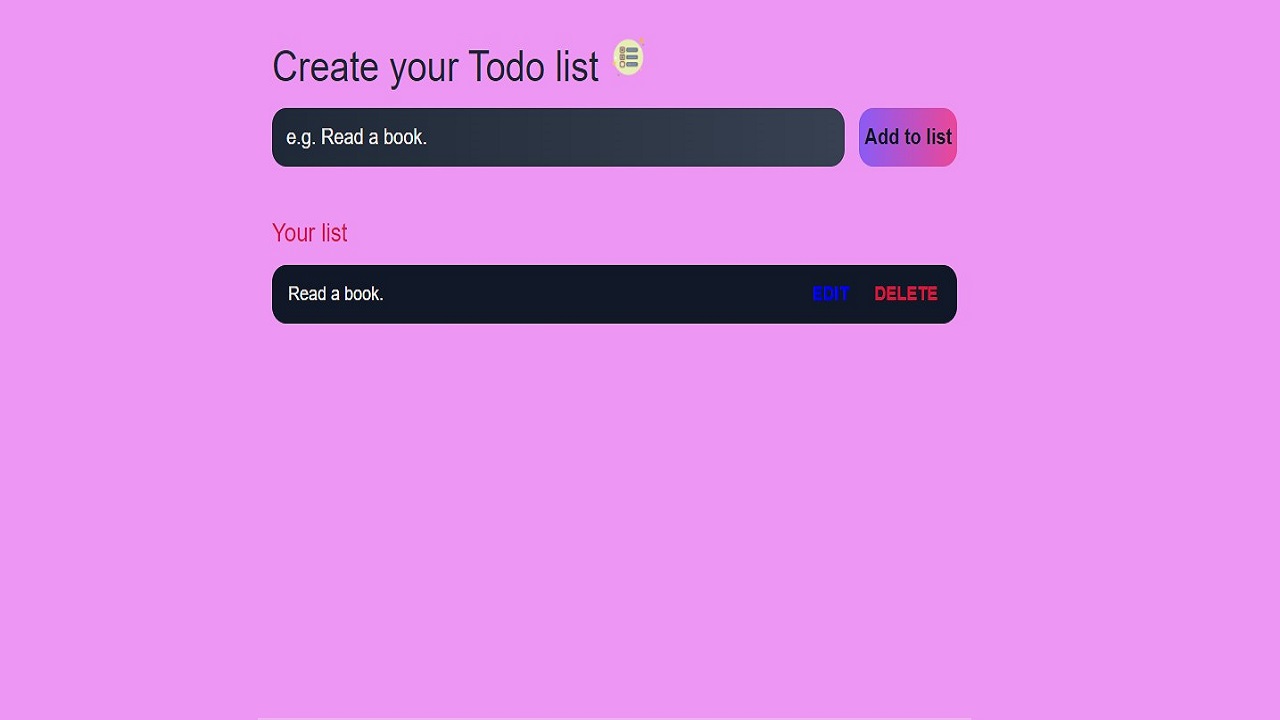 Create your Todo list
e.g. Read a book.
Add to list
Your list
Read a book.
EDIT
DELETE